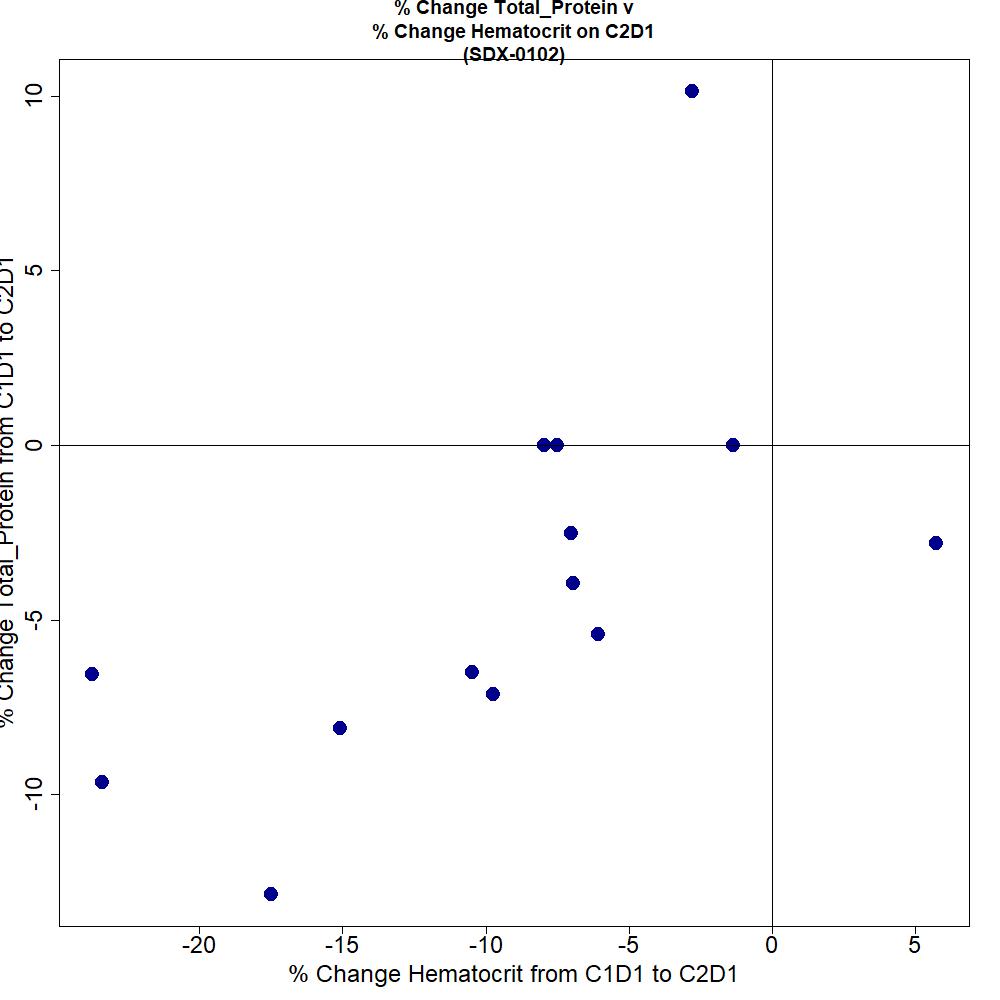 % Change Total_Protein v
% Change Hematocrit on C2D1
(SDX-0102)
% Change Total_Protein from C1D1 to C2D1
10
5
0
-5
-10
-20
-15
-10
-5
0
5
% Change Hematocrit from C1D1 to C2D1